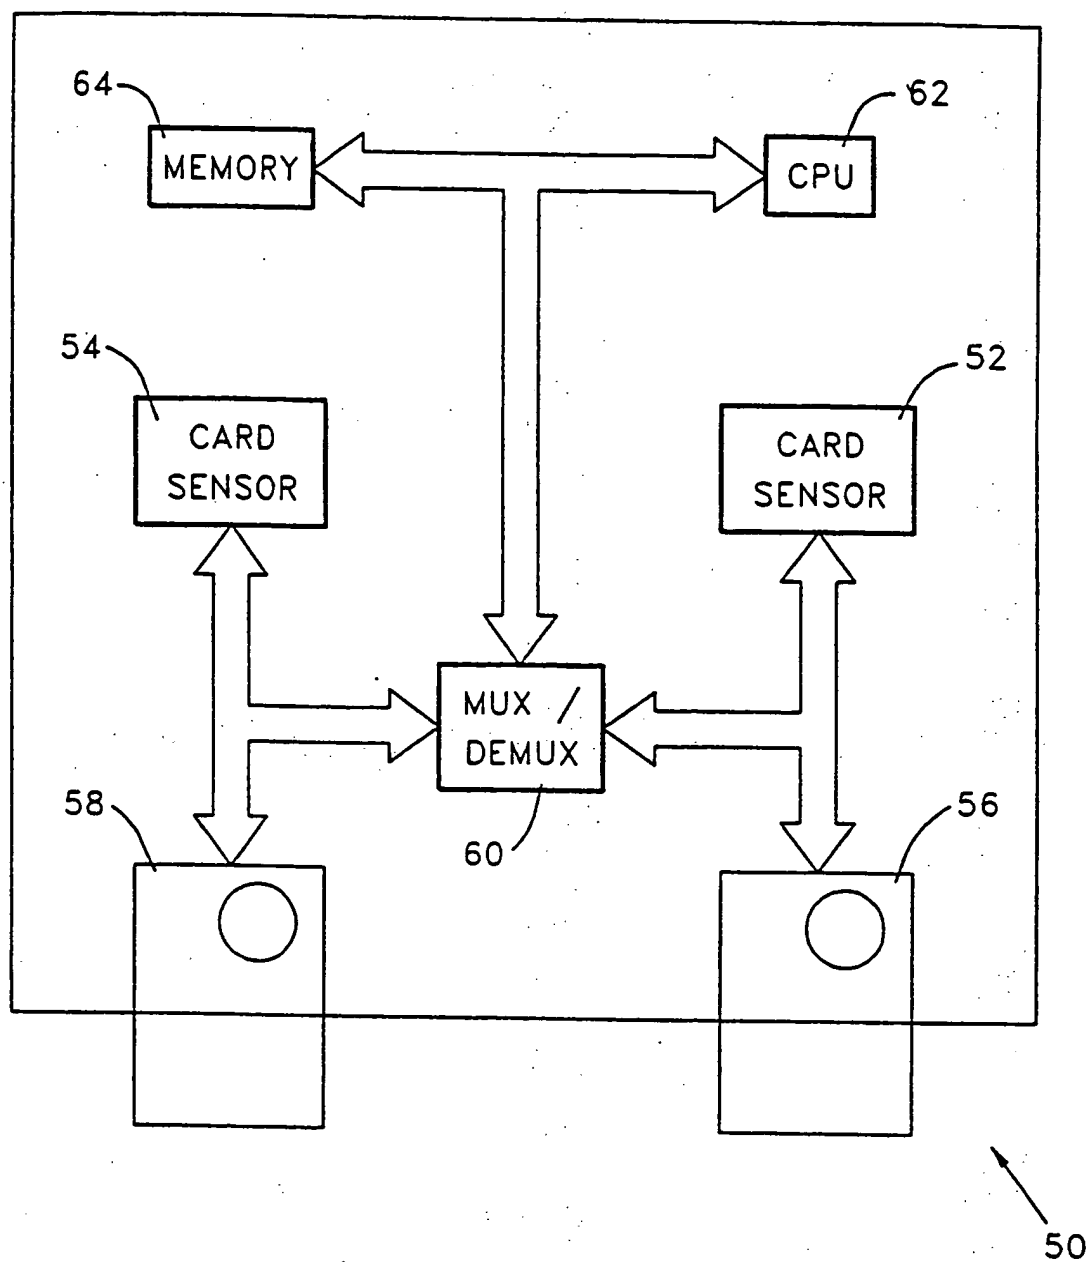 64
62
MEMORY
CPU
54
52
CARD
SENSOR
CARD
SENSOR
MUX /
DEMUX
58
56
60
50